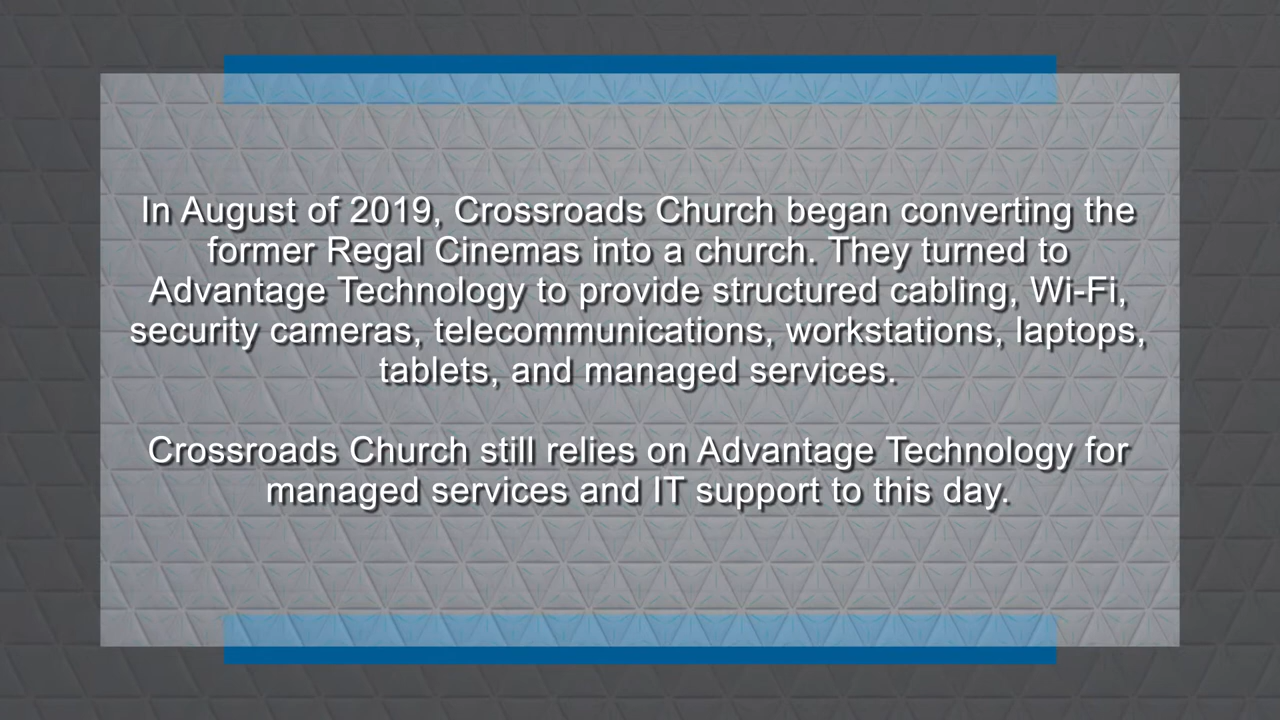 In August of 2019, Crossroads Church began converting the
former Regal Cinemas into a church. They turned to
Advantage Technology to provide structured cabling, Wi-Fi,
security cameras, telecommunications, workstations, laptops,
tablets, and managed services.
Crossroads Church still relies on Advantage Technology for
managed services and IT support to this day.